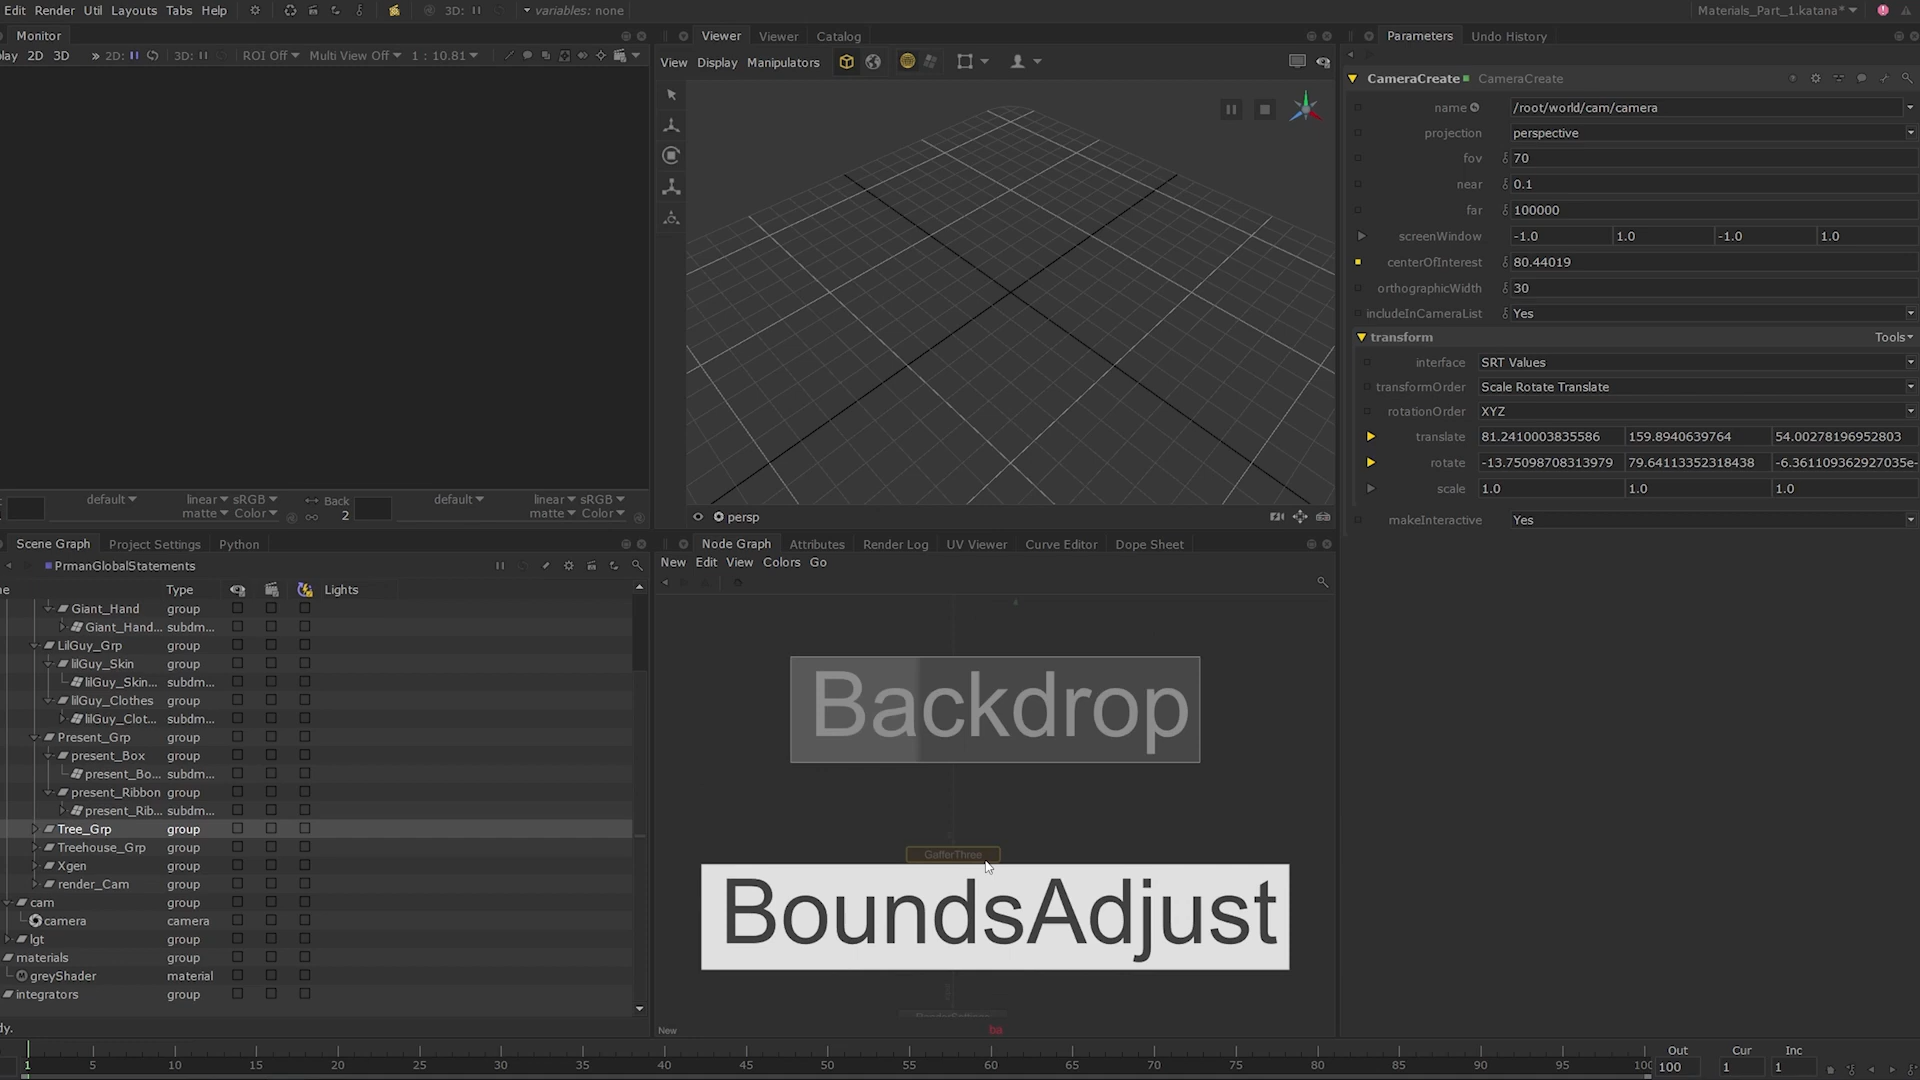 Edit Render Util Layouts Tabs Help 3D: variables: none Materials_Part_1.katana*
Monitor
play 2D 3D » 2D: 3D: ROI Off Multi View Off 1 : 10.81
default linear sRGB Back default linear sRGB
matte Color 2 matte Color
Viewer Viewer Catalog
View Display Manipulators
persp
Parameters Undo History
CameraCreate CameraCreate
name /root/world/cam/camera
projection perspective
fov 70
near 0.1
far 100000
screenWindow -1.0 1.0 -1.0 1.0
centerOfInterest 80.44019
orthographicWidth 30
includeInCameraList Yes
transform Tools
interface SRT Values
transformOrder Scale Rotate Translate
rotationOrder XYZ
translate 81.2410003835586 159.8940639764 54.00278196952803
rotate -13.75098708313979 79.64113352318438 -6.361109362927035e-
scale 1.0 1.0 1.0
makeInteractive Yes
Scene Graph Project Settings Python
PrmanGlobalStatements
Type Lights
Giant_Hand group
Giant_Hand... subdm...
LilGuy_Grp group
lilGuy_Skin group
lilGuy_Skin... subdm...
lilGuy_Clothes group
lilGuy_Clot... subdm...
Present_Grp group
present_Box group
present_Bo... subdm...
present_Ribbon group
present_Rib... subdm...
Tree_Grp group
Treehouse_Grp group
Xgen group
render_Cam group
cam group
camera camera
lgt group
materials group
greyShader material
integrators group
Node Graph Attributes Render Log UV Viewer Curve Editor Dope Sheet
New Edit View Colors Go
Backdrop
GafferThree
BoundsAdjust
RenderSettings
New ba
1 5 10 15 20 25 30 35 40 45 50 55 60 65 70 75 80 85 90 95 100
Out Cur Inc
100 1 1